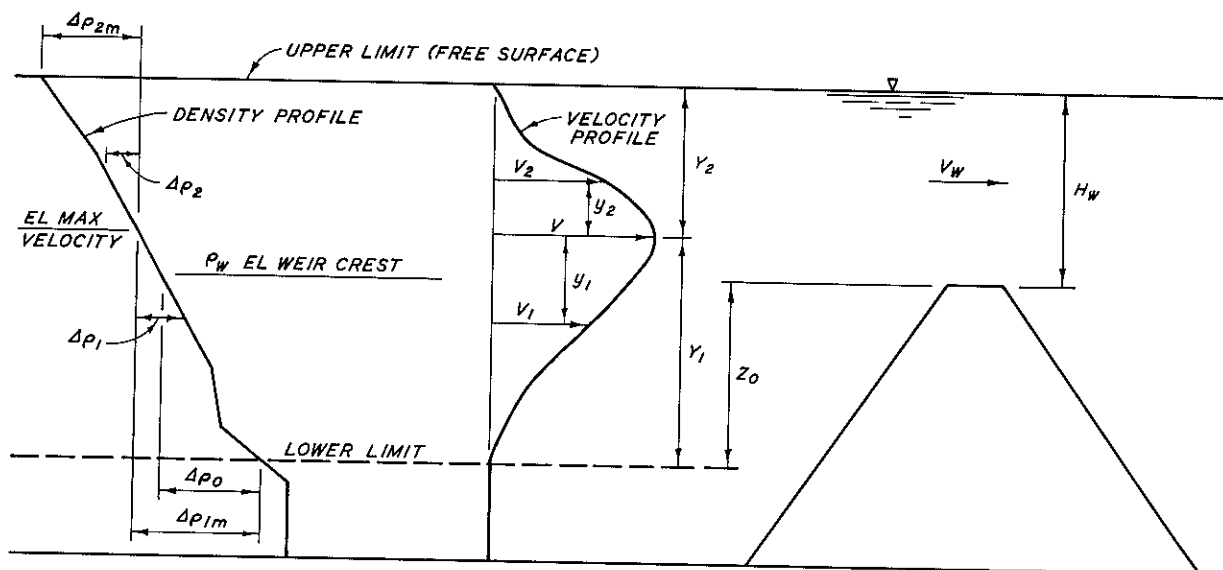 Δρ2m
UPPER LIMIT (FREE SURFACE)
DENSITY PROFILE
VELOCITY
PROFILE
Δρ2
V2
y2
Y2
VW
HW
EL MAX
VELOCITY
V
ρW EL WEIR CREST
y1
Δρ1
V1
Y1
Z0
LOWER LIMIT
Δρ0
Δρ1m